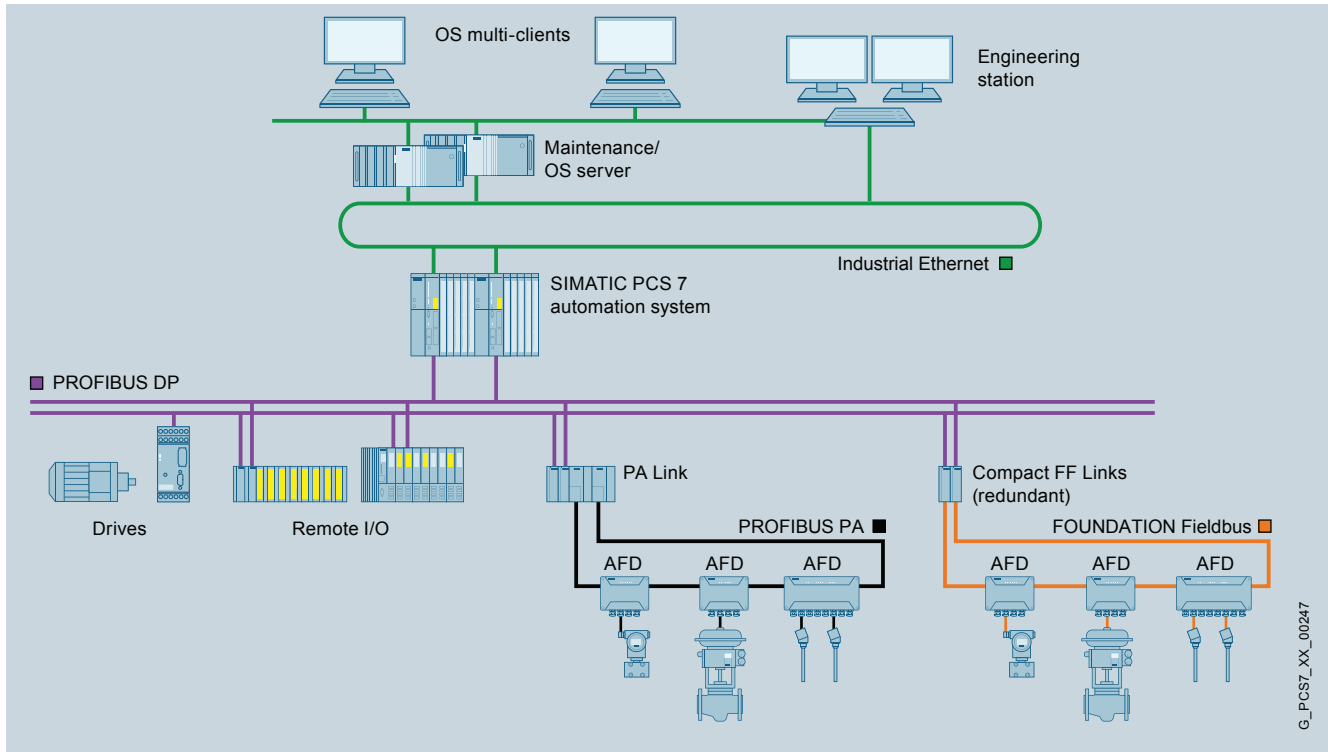 OS multi-clients
Engineering
station
Maintenance/
OS server
Industrial Ethernet
SIMATIC PCS 7
automation system
PROFIBUS DP
PA Link
Compact FF Links
(redundant)
Drives
Remote I/O
PROFIBUS PA
FOUNDATION Fieldbus
AFD
AFD
AFD
AFD
AFD
AFD
G_PCS7_XX_00247